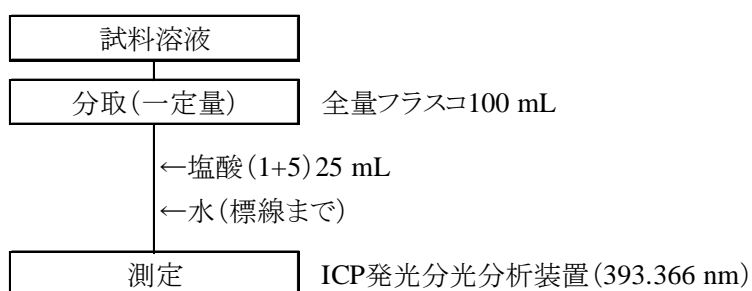 試料溶液
分取(一定量) 全量フラスコ100 mL
←塩酸(1+5)25 mL
←水(標線まで)
測定 ICP発光分光分析装置(393.366 nm)